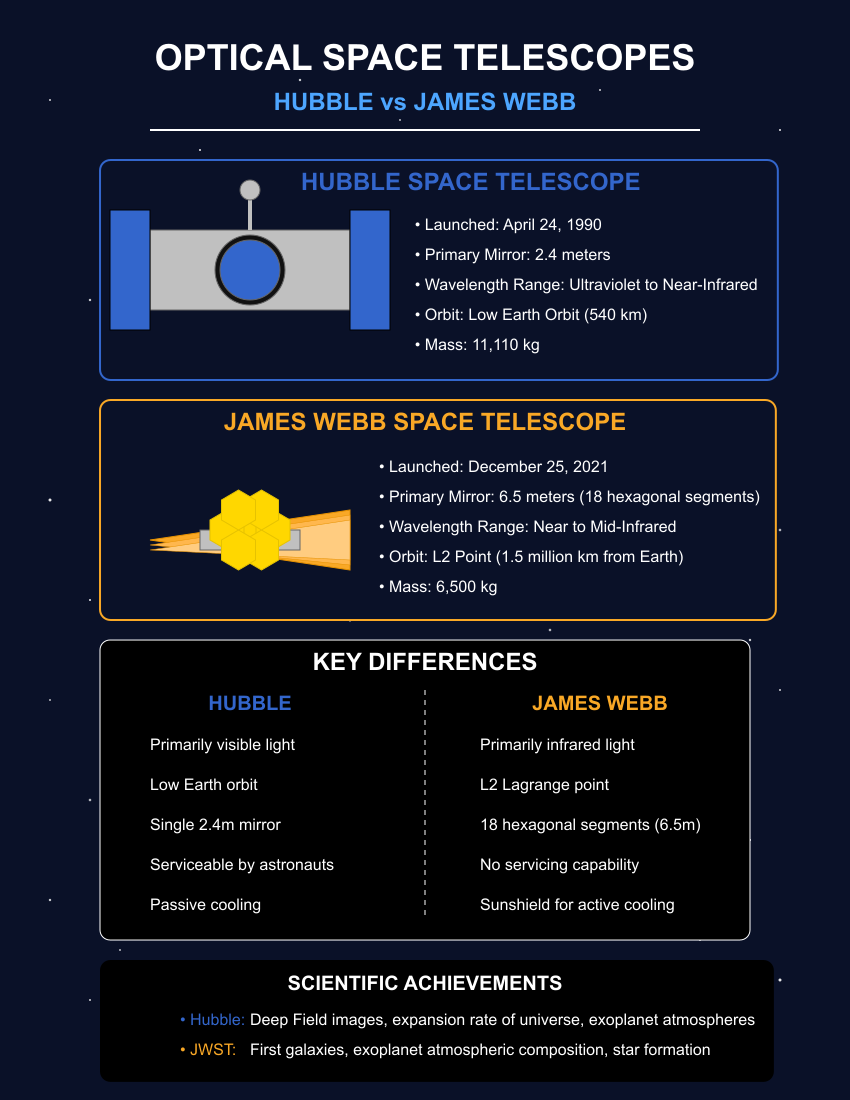 OPTICAL SPACE TELESCOPES
HUBBLE vs JAMES WEBB
HUBBLE SPACE TELESCOPE
• Launched: April 24, 1990
• Primary Mirror: 2.4 meters
• Wavelength Range: Ultraviolet to Near-Infrared
• Orbit: Low Earth Orbit (540 km)
• Mass: 11,110 kg
JAMES WEBB SPACE TELESCOPE
• Launched: December 25, 2021
• Primary Mirror: 6.5 meters (18 hexagonal segments)
• Wavelength Range: Near to Mid-Infrared
• Orbit: L2 Point (1.5 million km from Earth)
• Mass: 6,500 kg
KEY DIFFERENCES
HUBBLE
Primarily visible light
Low Earth orbit
Single 2.4m mirror
Serviceable by astronauts
Passive cooling
JAMES WEBB
Primarily infrared light
L2 Lagrange point
18 hexagonal segments (6.5m)
No servicing capability
Sunshield for active cooling
SCIENTIFIC ACHIEVEMENTS
• Hubble: Deep Field images, expansion rate of universe, exoplanet atmospheres
• JWST: First galaxies, exoplanet atmospheric composition, star formation